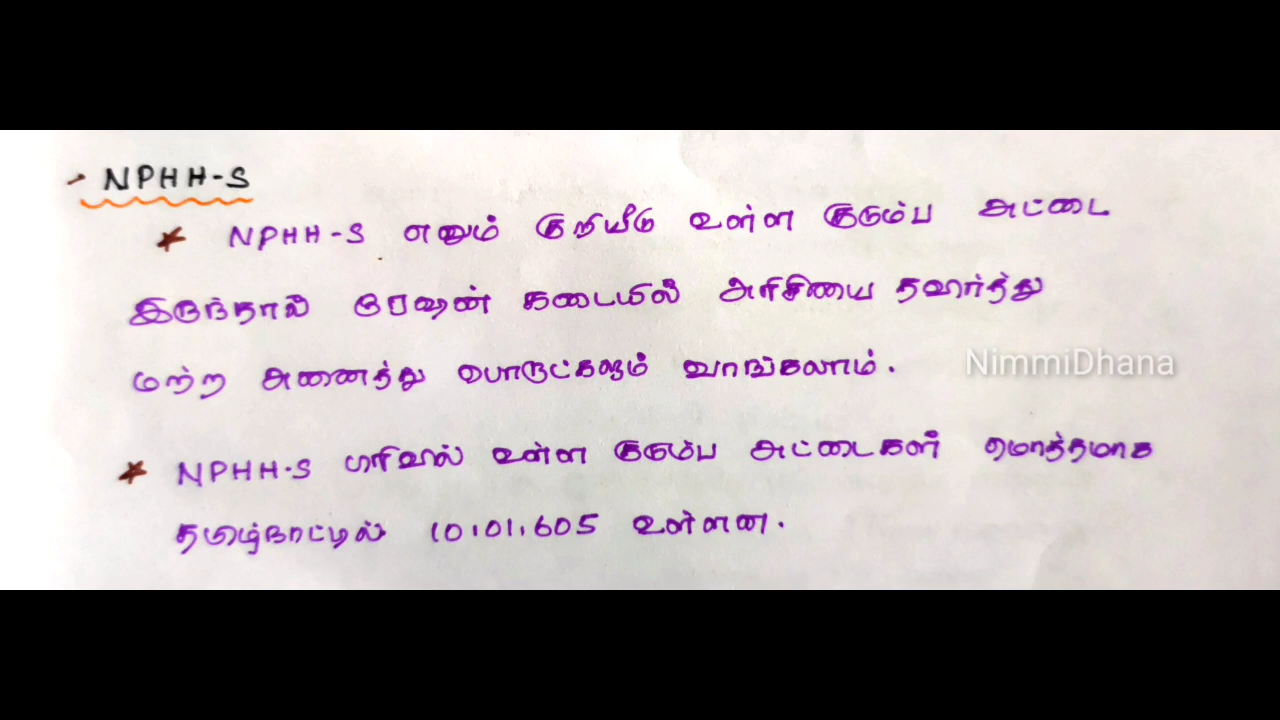 NPHH-S
* NPHH-S எனும் குறியீடு உள்ள குடும்ப அட்டை
இருந்தால் ரேஷன் கடையில் அரிசியை தவிர்த்து
மற்ற அனைத்து பொருட்களும் வாங்கலாம்.
NimmiDhana
* NPHH-S பிரிவில் உள்ள குடும்ப அட்டைகள் மொத்தமாக
தமிழ்நாட்டில் 10,01,605 உள்ளன.